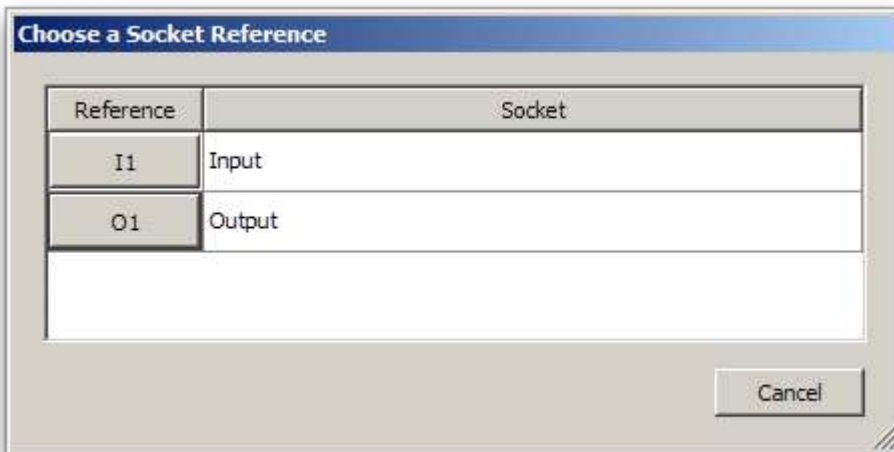 Choose a Socket Reference
Reference Socket
I1 Input
O1 Output
Cancel